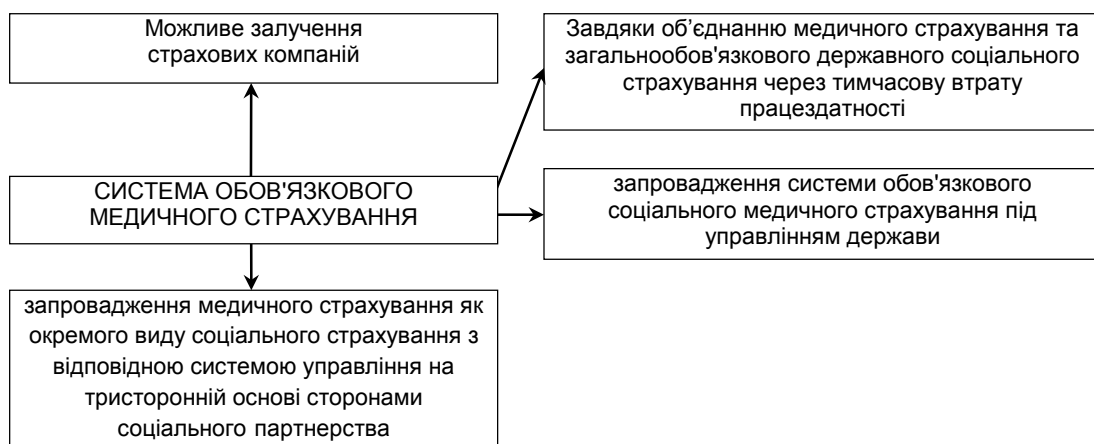 Можливе залучення
страхових компаній
Завдяки об’єднанню медичного страхування та
загальнообов'язкового державного соціального
страхування через тимчасову втрату
працездатності
СИСТЕМА ОБОВ'ЯЗКОВОГО
МЕДИЧНОГО СТРАХУВАННЯ
запровадження системи обов'язкового
соціального медичного страхування під
управлінням держави
запровадження медичного страхування як
окремого виду соціального страхування з
відповідною системою управління на
тристоронній основі сторонами
соціального партнерства